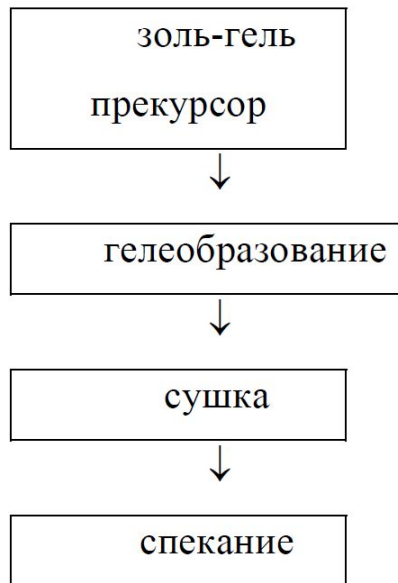 золь-гель
прекурсор
↓
гелеобразование
↓
сушка
↓
спекание